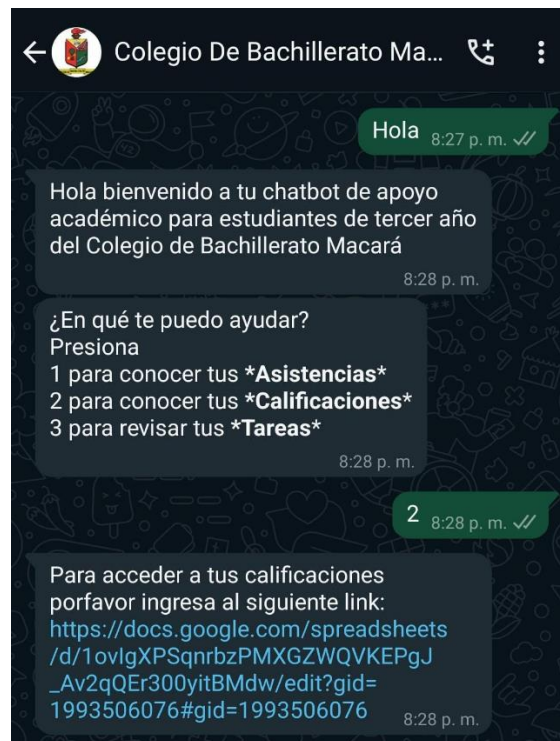 Colegio De Bachillerato Ma...
Hola
8:27 p. m.
Hola bienvenido a tu chatbot de apoyo
académico para estudiantes de tercer año
del Colegio de Bachillerato Macará
8:28 p. m.
¿En qué te puedo ayudar?
Presiona
1 para conocer tus *Asistencias*
2 para conocer tus *Calificaciones*
3 para revisar tus *Tareas*
8:28 p. m.
2
8:28 p. m.
Para acceder a tus calificaciones
porfavor ingresa al siguiente link:
https://docs.google.com/spreadsheets
/d/1ovIgXPSqnrbzPMXGZWQVKEPgJ
_Av2qQEr300yitBMdw/edit?gid=
1993506076#gid=1993506076
8:28 p. m.